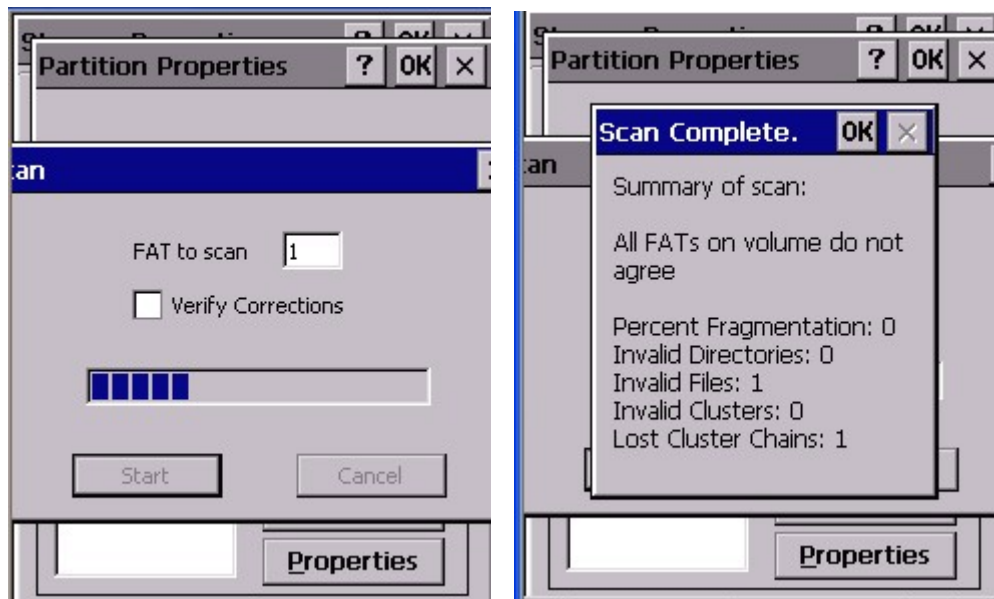 Partition Properties ? OK ×
an
FAT to scan 1
Verify Corrections
Start Cancel
Properties
Partition Properties ? OK ×
Scan Complete. OK ×
an
Summary of scan:
All FATs on volume do not
agree
Percent Fragmentation: 0
Invalid Directories: 0
Invalid Files: 1
Invalid Clusters: 0
Lost Cluster Chains: 1
Properties